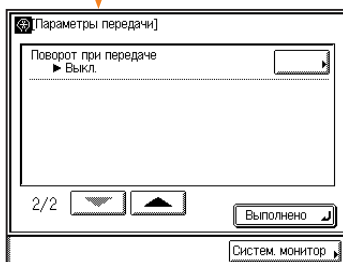 [Параметры передачи]
Поворот при передаче
► Выкл.
2/2
Выполнено
Систем. монитор